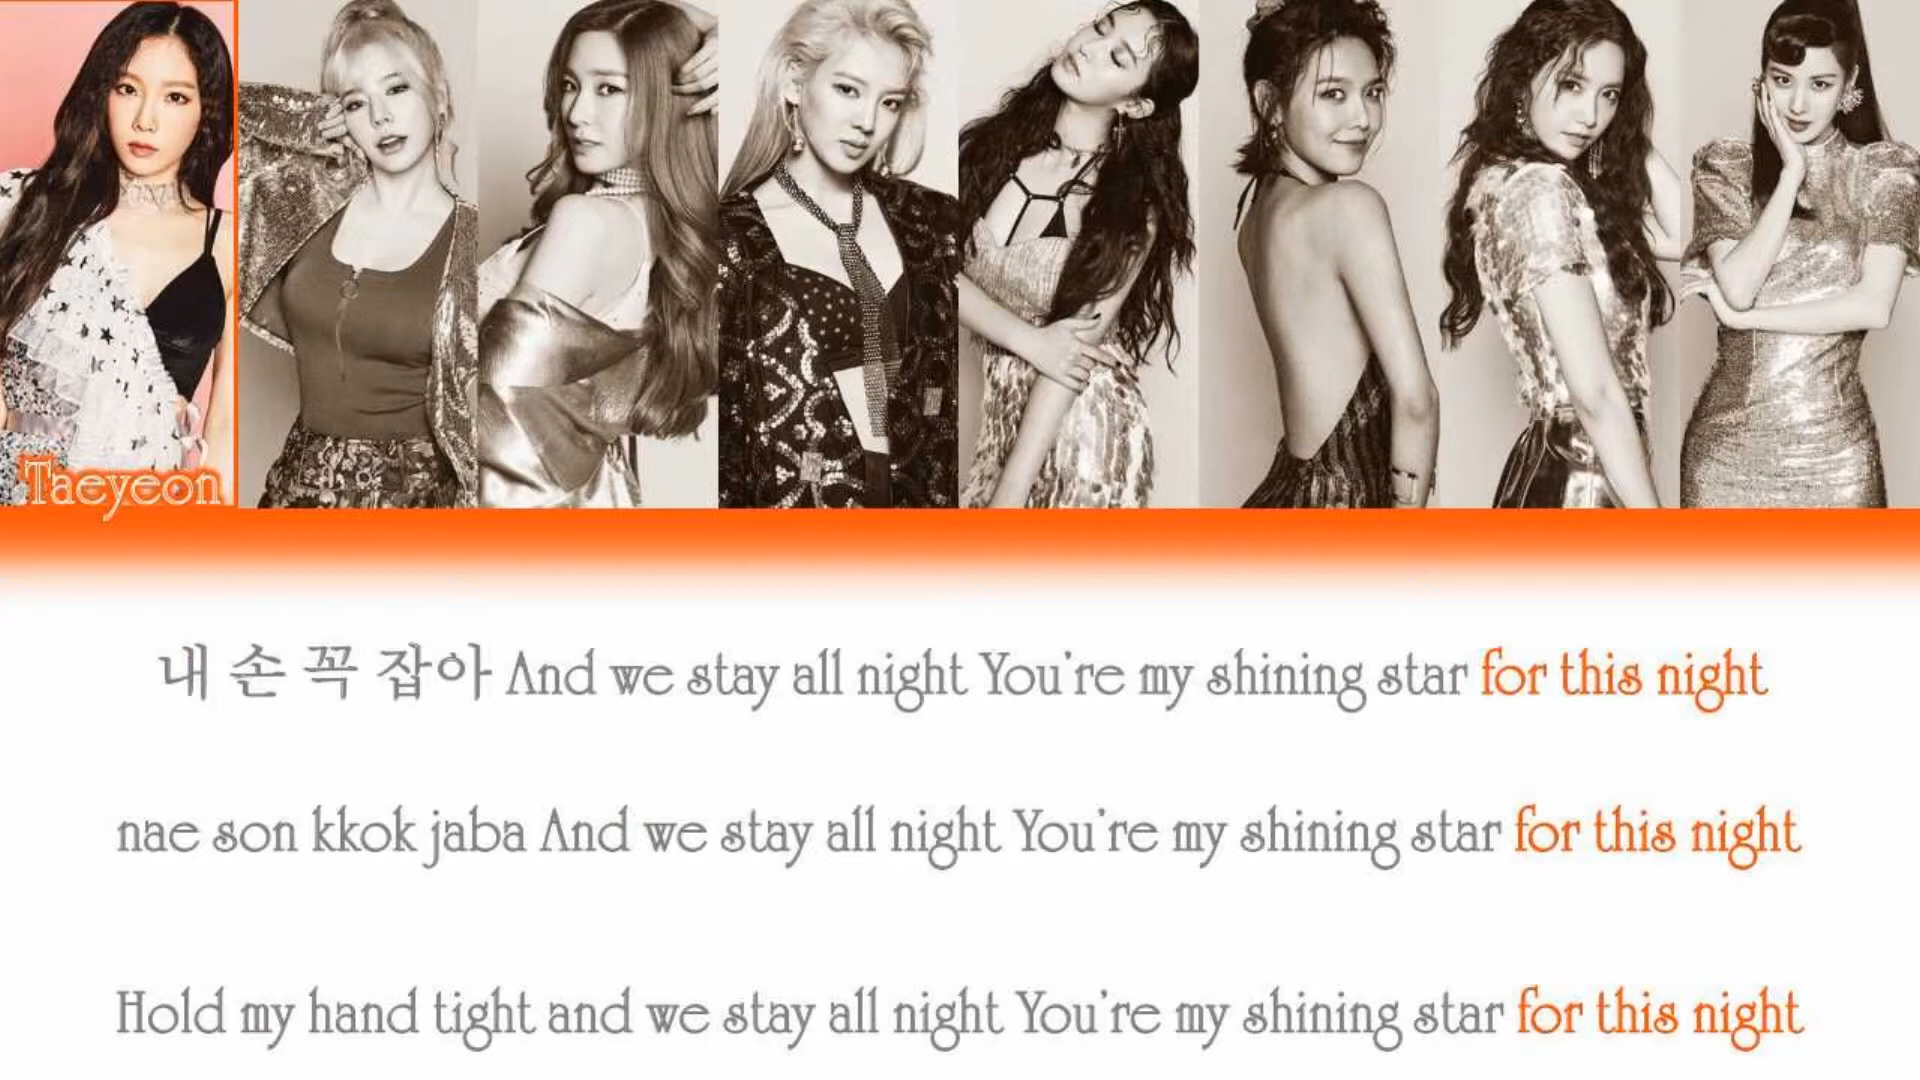 Taeyeon
내 손 꼭 잡아 And we stay all night You're my shining star for this night
nae son kkok jaba And we stay all night You're my shining star for this night
Hold my hand tight and we stay all night You're my shining star for this night